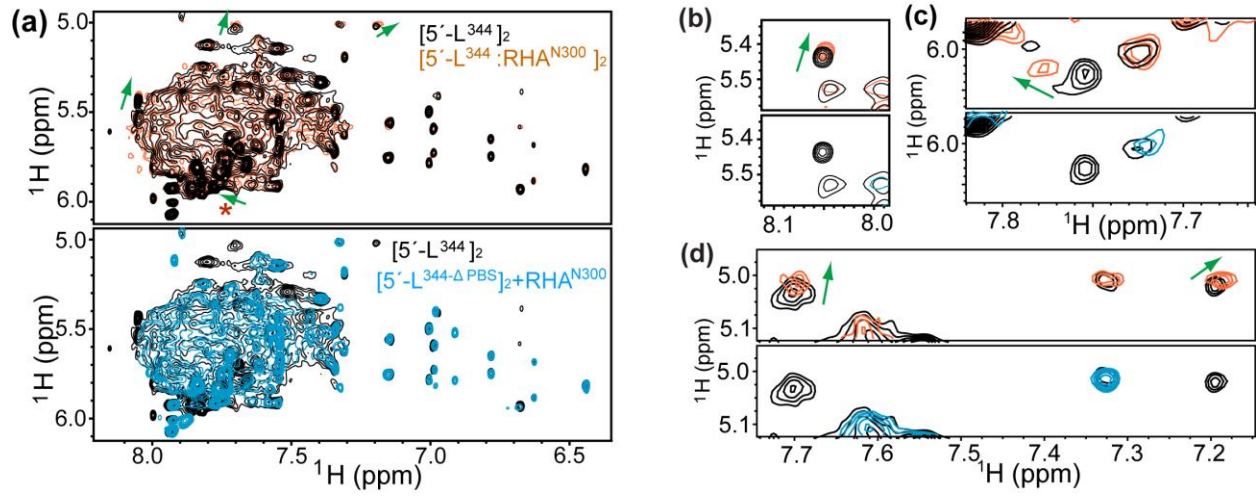 (a)
5.0
5.5
6.0
¹H (ppm)
[5´-L³⁴⁴]₂
[5´-L³⁴⁴ :RHAᴺ³⁰⁰ ]₂
*
5.0
5.5
6.0
¹H (ppm)
[5´-L³⁴⁴]₂
[5´-L³⁴⁴⁻Δ ᴾᴮˢ]₂+RHAᴺ³⁰⁰
8.0 7.5 7.0 6.5
¹H (ppm)
(b)
5.4
5.5
5.4
5.5
¹H (ppm)
8.1 8.0
(c)
6.0
6.0
¹H (ppm)
7.8 7.7
¹H (ppm)
(d)
5.0
5.1
5.0
5.1
¹H (ppm)
7.7 7.6 7.5 7.4 7.3 7.2
¹H (ppm)